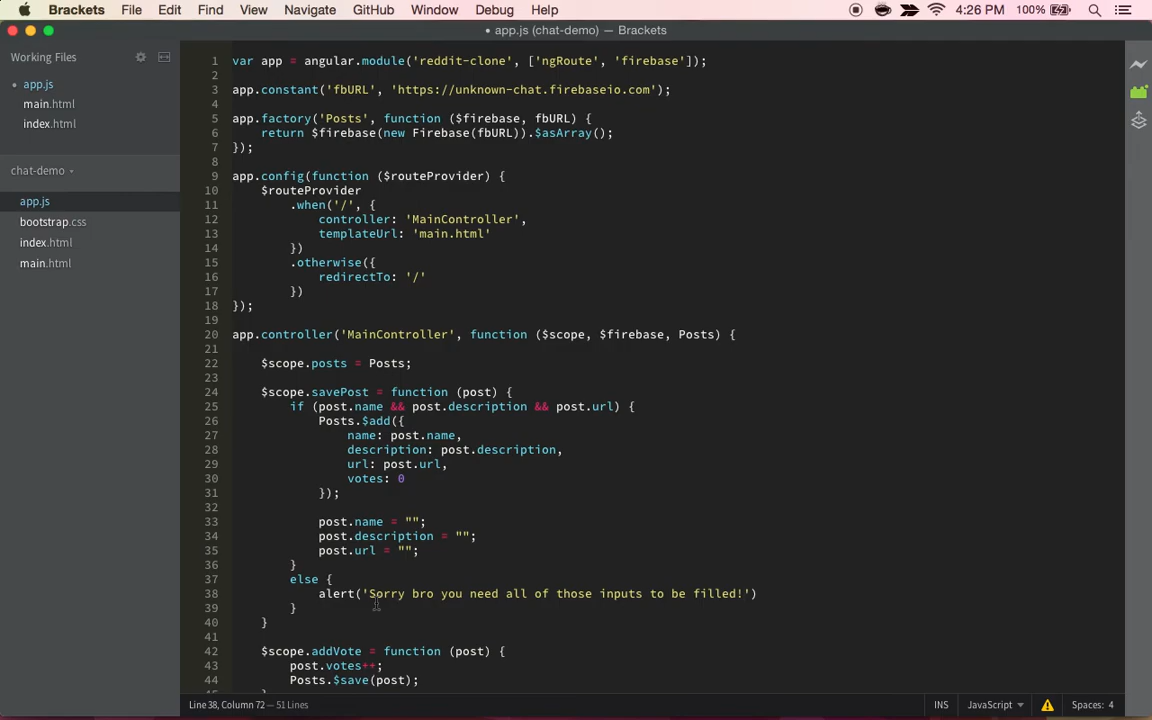 Brackets File Edit Find View Navigate GitHub Window Debug Help 4:26 PM 100%
• app.js (chat-demo) — Brackets
Working Files
• app.js
main.html
index.html
chat-demo
app.js
bootstrap.css
index.html
main.html
1 var app = angular.module('reddit-clone', ['ngRoute', 'firebase']);
2
3 app.constant('fbURL', 'https://unknown-chat.firebaseio.com');
4
5 app.factory('Posts', function ($firebase, fbURL) {
6 return $firebase(new Firebase(fbURL)).$asArray();
7 });
8
9 app.config(function ($routeProvider) {
10 $routeProvider
11 .when('/', {
12 controller: 'MainController',
13 templateUrl: 'main.html'
14 })
15 .otherwise({
16 redirectTo: '/'
17 })
18 });
19
20 app.controller('MainController', function ($scope, $firebase, Posts) {
21
22 $scope.posts = Posts;
23
24 $scope.savePost = function (post) {
25 if (post.name && post.description && post.url) {
26 Posts.$add({
27 name: post.name,
28 description: post.description,
29 url: post.url,
30 votes: 0
31 });
32
33 post.name = "";
34 post.description = "";
35 post.url = "";
36 }
37 else {
38 alert('Sorry bro you need all of those inputs to be filled!')
39 }
40 }
41
42 $scope.addVote = function (post) {
43 post.votes++;
44 Posts.$save(post);
45 }
Line 38, Column 72 — 51 Lines INS JavaScript Spaces: 4